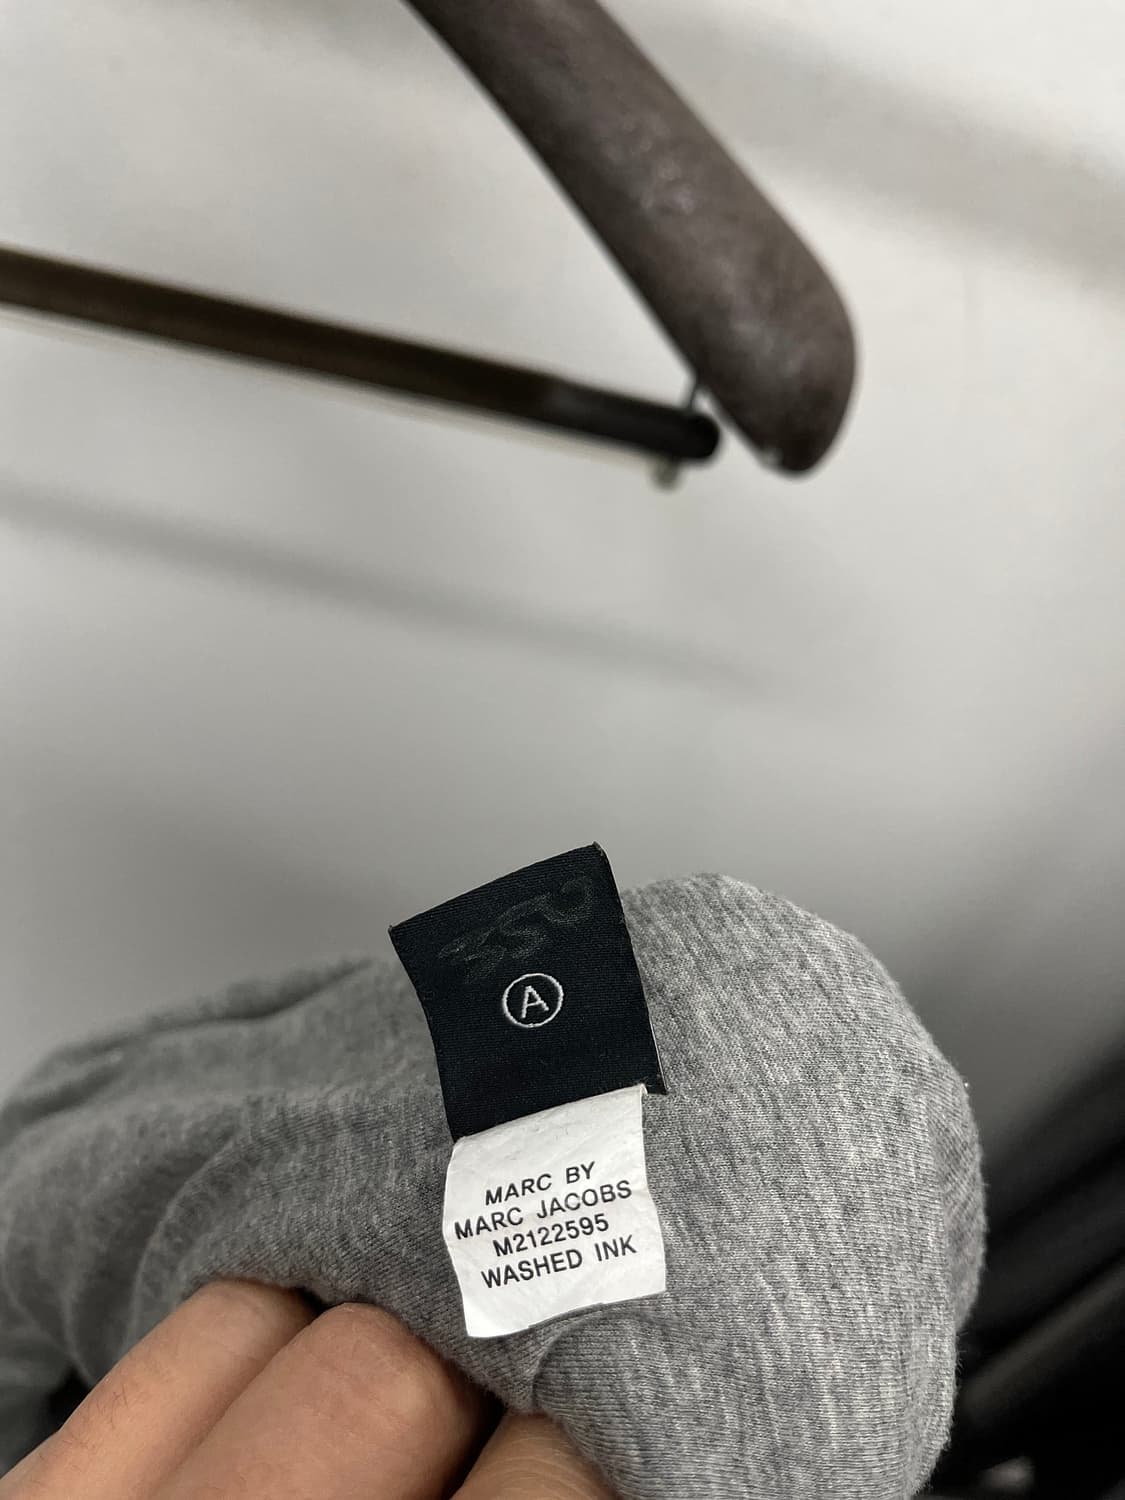 A
MARC BY
MARC JACOBS
M2122595
WASHED INK